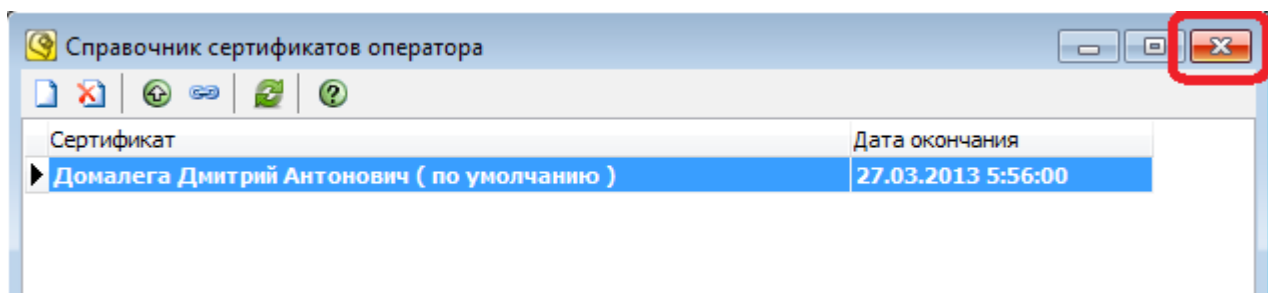 Справочник сертификатов оператора
Сертификат Дата окончания
Домалега Дмитрий Антонович ( по умолчанию ) 27.03.2013 5:56:00